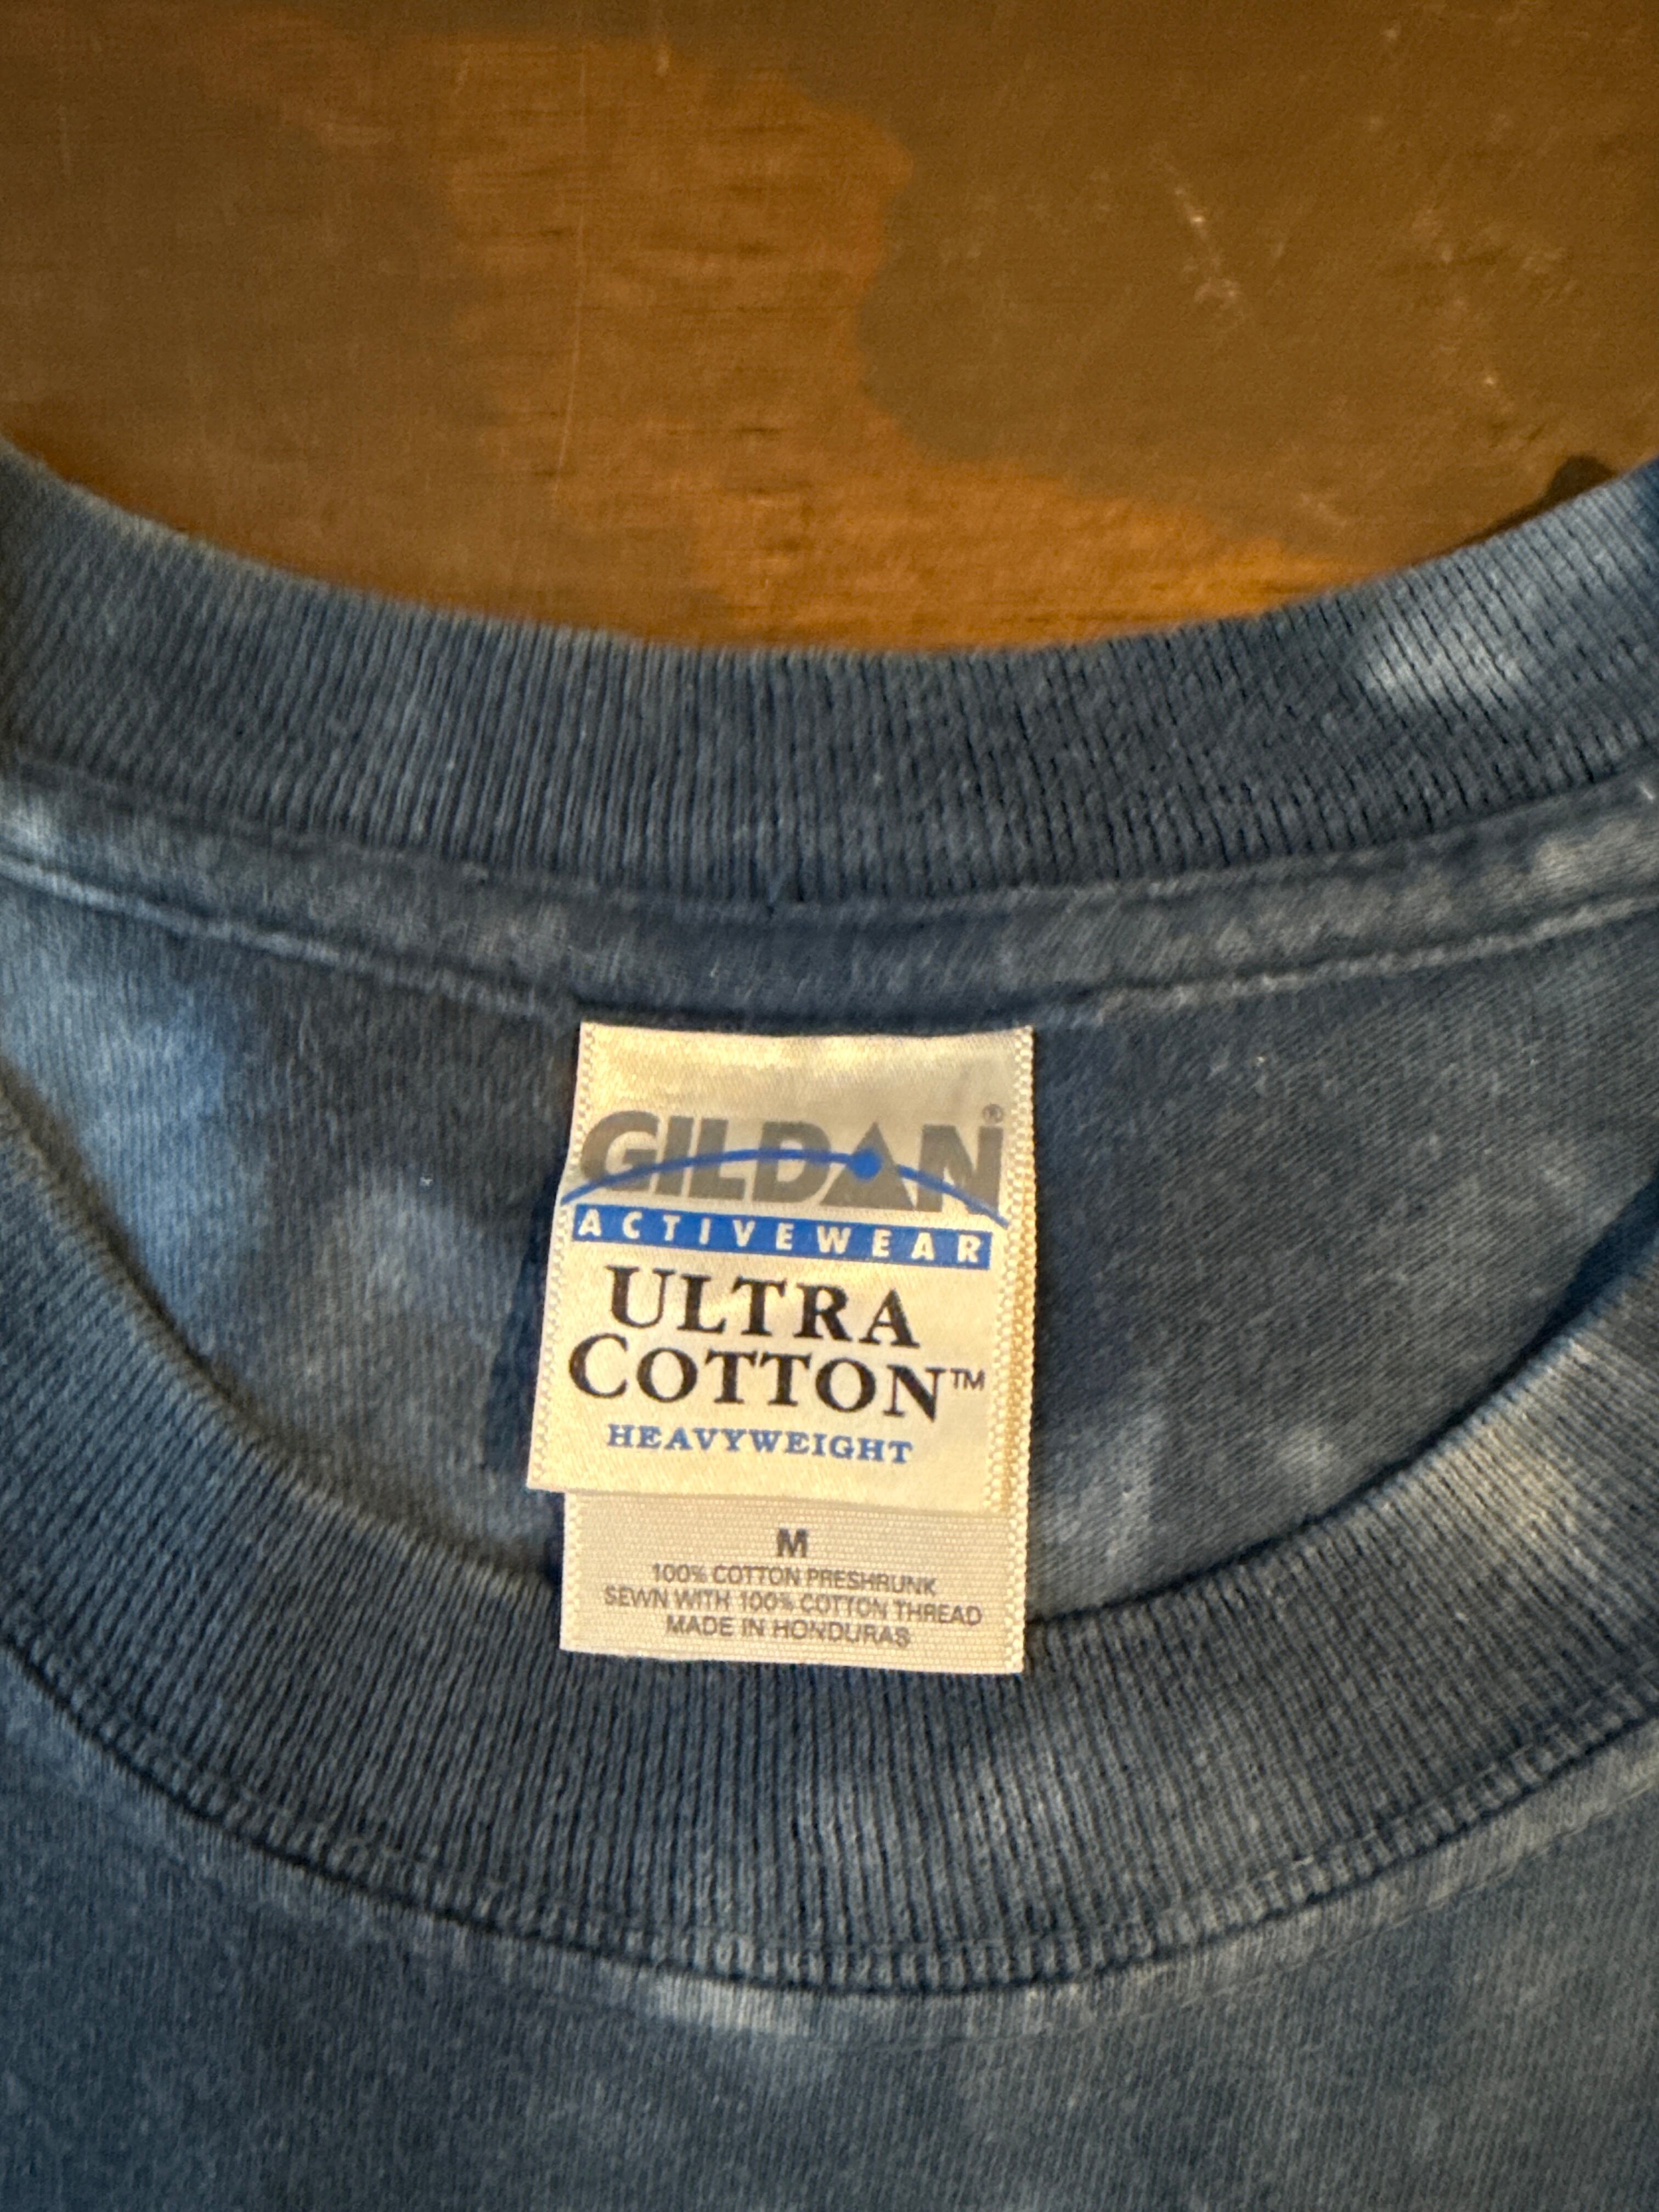 GILDAN®
ACTIVEWEAR
ULTRA
COTTON™
HEAVYWEIGHT
M
100% COTTON PRESHRUNK
SEWN WITH 100% COTTON THREAD
MADE IN HONDURAS